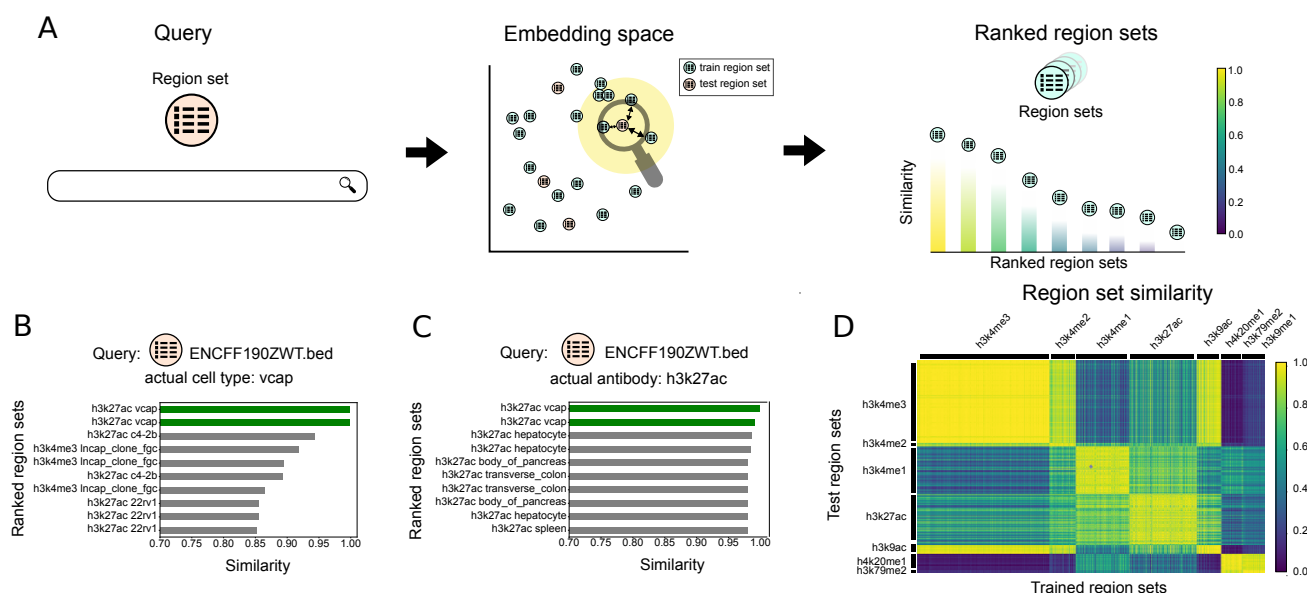 A
Query
Region set
Embedding space
train region set
test region set
Ranked region sets
Region sets
Similarity
Ranked region sets
1.0
0.8
0.6
0.4
0.2
0.0
B
Query: ENCFF190ZWT.bed
actual cell type: vcap
Ranked region sets
h3k27ac vcap
h3k27ac vcap
h3k27ac c4-2b
h3k4me3 lncap_clone_fgc
h3k4me3 lncap_clone_fgc
h3k27ac c4-2b
h3k4me3 lncap_clone_fgc
h3k27ac 22rv1
h3k27ac 22rv1
h3k27ac 22rv1
0.70 0.75 0.80 0.85 0.90 0.95 1.00
Similarity
C
Query: ENCFF190ZWT.bed
actual antibody: h3k27ac
Ranked region sets
h3k27ac vcap
h3k27ac vcap
h3k27ac hepatocyte
h3k27ac hepatocyte
h3k27ac body_of_pancreas
h3k27ac transverse_colon
h3k27ac transverse_colon
h3k27ac body_of_pancreas
h3k27ac hepatocyte
h3k27ac spleen
0.70 0.75 0.80 0.85 0.90 0.95 1.00
Similarity
D
Region set similarity
h3k4me3
h3k4me2
h3k4me1
h3k27ac
h3k9ac
h4k20me1
h3k79me2
h3k9me1
Test region sets
h3k4me3
h3k4me2
h3k4me1
h3k27ac
h3k9ac
h4k20me1
h3k79me2
Trained region sets
1.0
0.8
0.6
0.4
0.2
0.0